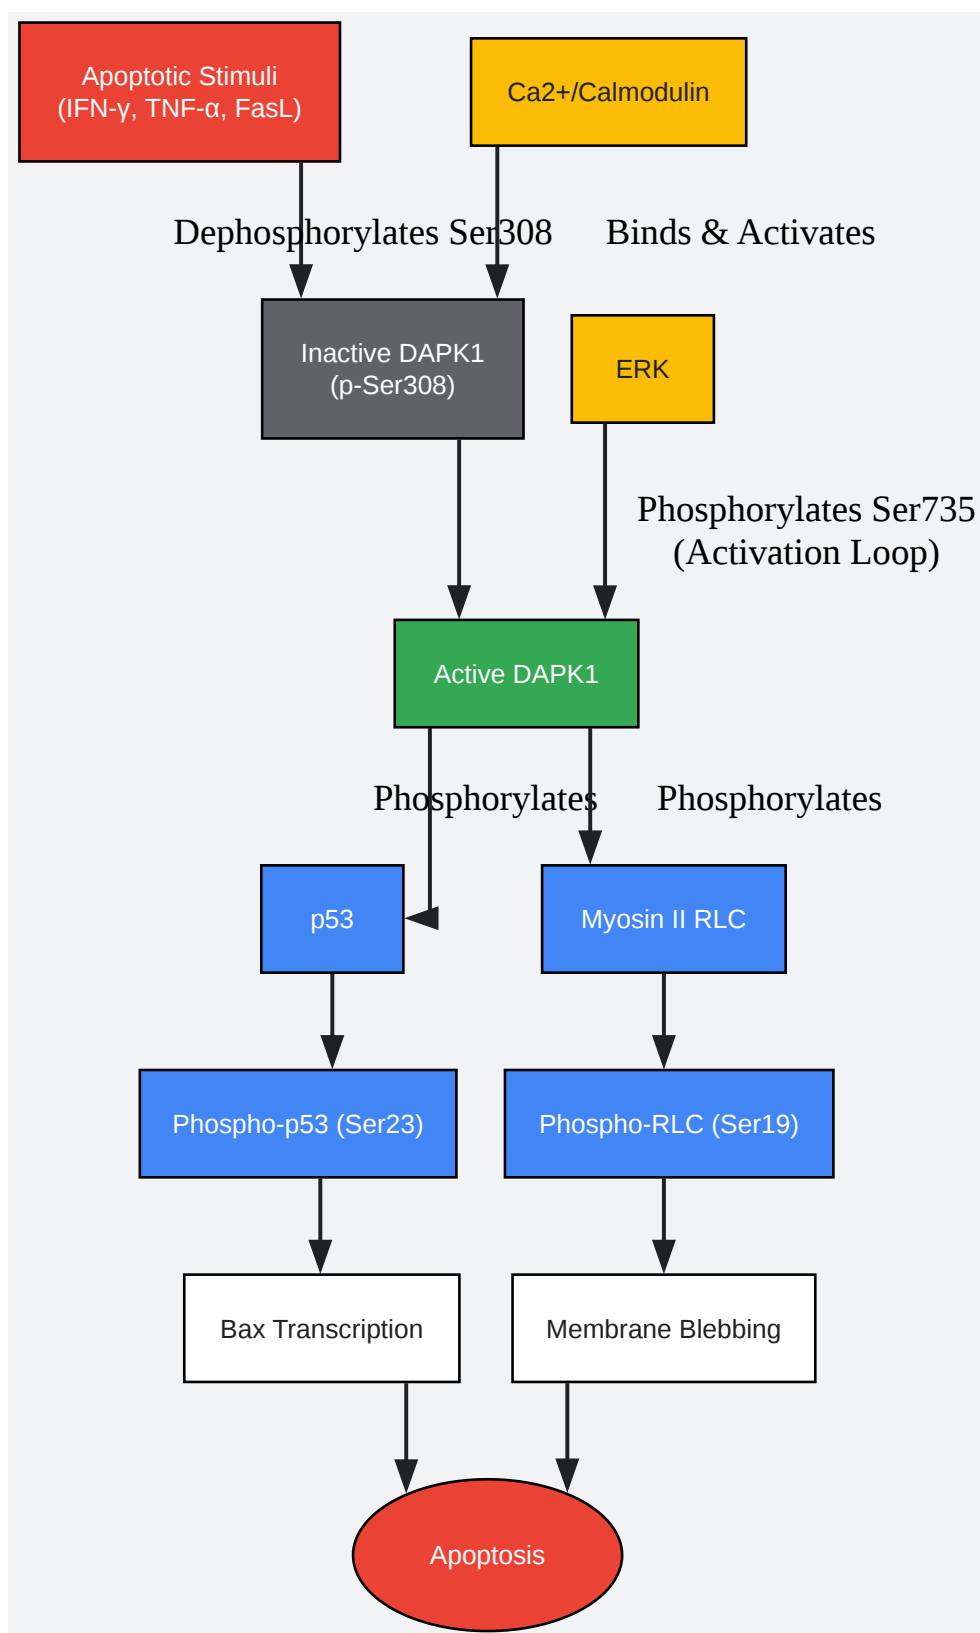 Apoptotic Stimuli
(IFN-γ, TNF-α, FasL)
Ca2+/Calmodulin
Dephosphorylates Ser308
Binds & Activates
Inactive DAPK1
(p-Ser308)
ERK
Phosphorylates Ser735
(Activation Loop)
Active DAPK1
Phosphorylates
Phosphorylates
p53
Myosin II RLC
Phospho-p53 (Ser23)
Phospho-RLC (Ser19)
Bax Transcription
Membrane Blebbing
Apoptosis